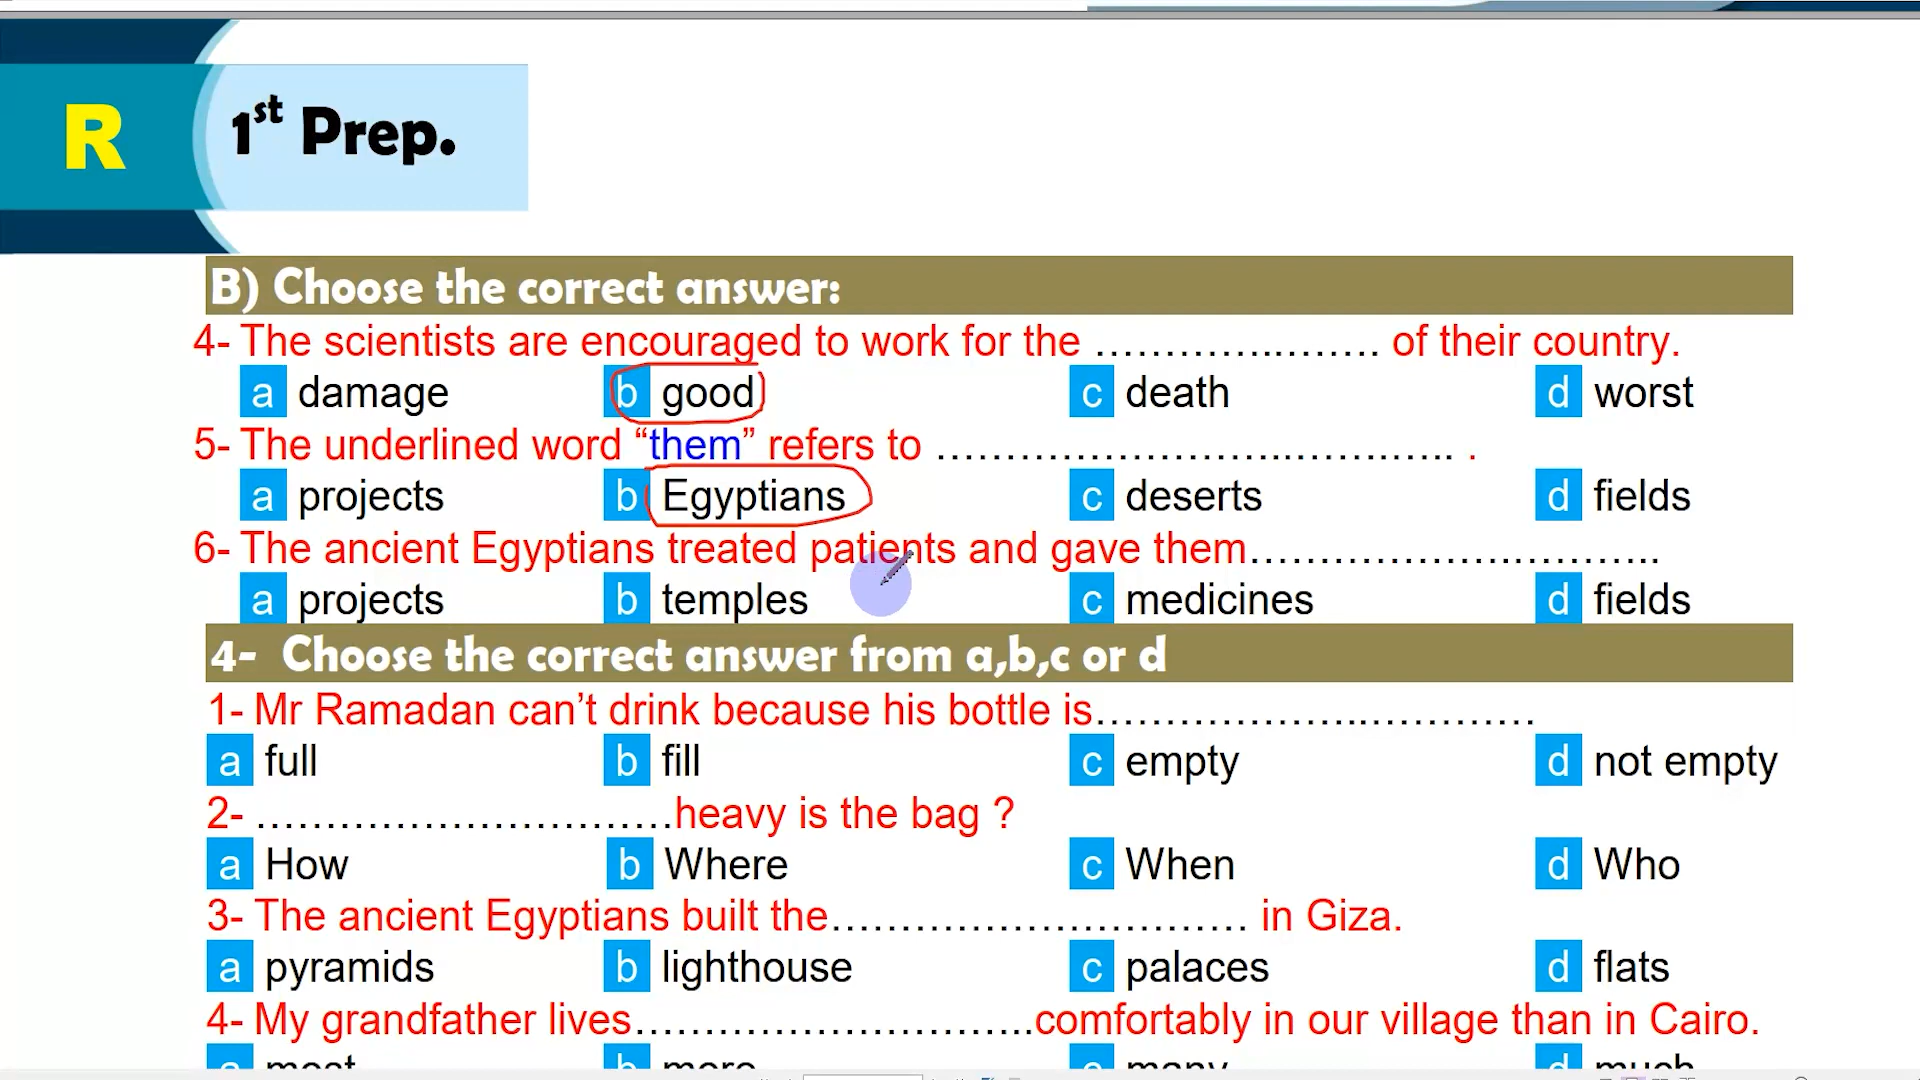 R
1st Prep.
B) Choose the correct answer:
4- The scientists are encouraged to work for the ………………….. of their country.
a damage b good c death d worst
5- The underlined word “them” refers to ……………………………….. .
a projects b Egyptians c deserts d fields
6- The ancient Egyptians treated patients and gave them…………………………..
a projects b temples c medicines d fields
4- Choose the correct answer from a,b,c or d
1- Mr Ramadan can’t drink because his bottle is……………………………
a full b fill c empty d not empty
2- …………………………heavy is the bag ?
a How b Where c When d Who
3- The ancient Egyptians built the………………………… in Giza.
a pyramids b lighthouse c palaces d flats
4- My grandfather lives………………………..comfortably in our village than in Cairo.
a most b more c many d much